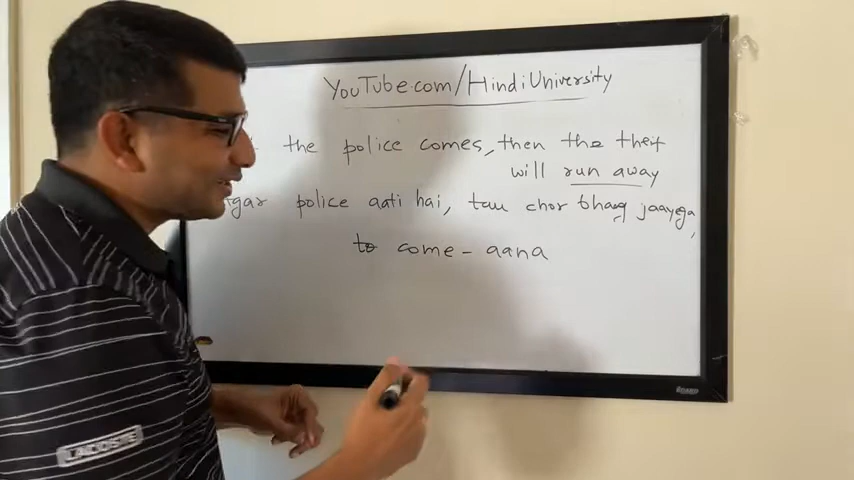 YouTube.com/HindiUniversity
the police comes, then the theif
will run away
police aati hai, tau chor bhaag jaayega,
to come - aana
LACOSTE